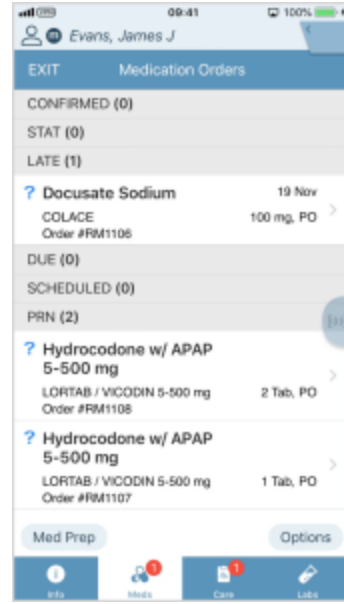 09:41 100%
Evans, James J
EXIT Medication Orders
CONFIRMED (0)
STAT (0)
LATE (1)
? Docusate Sodium 19 Nov
COLACE 100 mg, PO
Order #RM1106
DUE (0)
SCHEDULED (0)
PRN (2)
? Hydrocodone w/ APAP
5-500 mg
LORTAB / VICODIN 5-500 mg 2 Tab, PO
Order #RM1108
? Hydrocodone w/ APAP
5-500 mg
LORTAB / VICODIN 5-500 mg 1 Tab, PO
Order #RM1107
Med Prep Options
1 1
Info Meds Care Labs